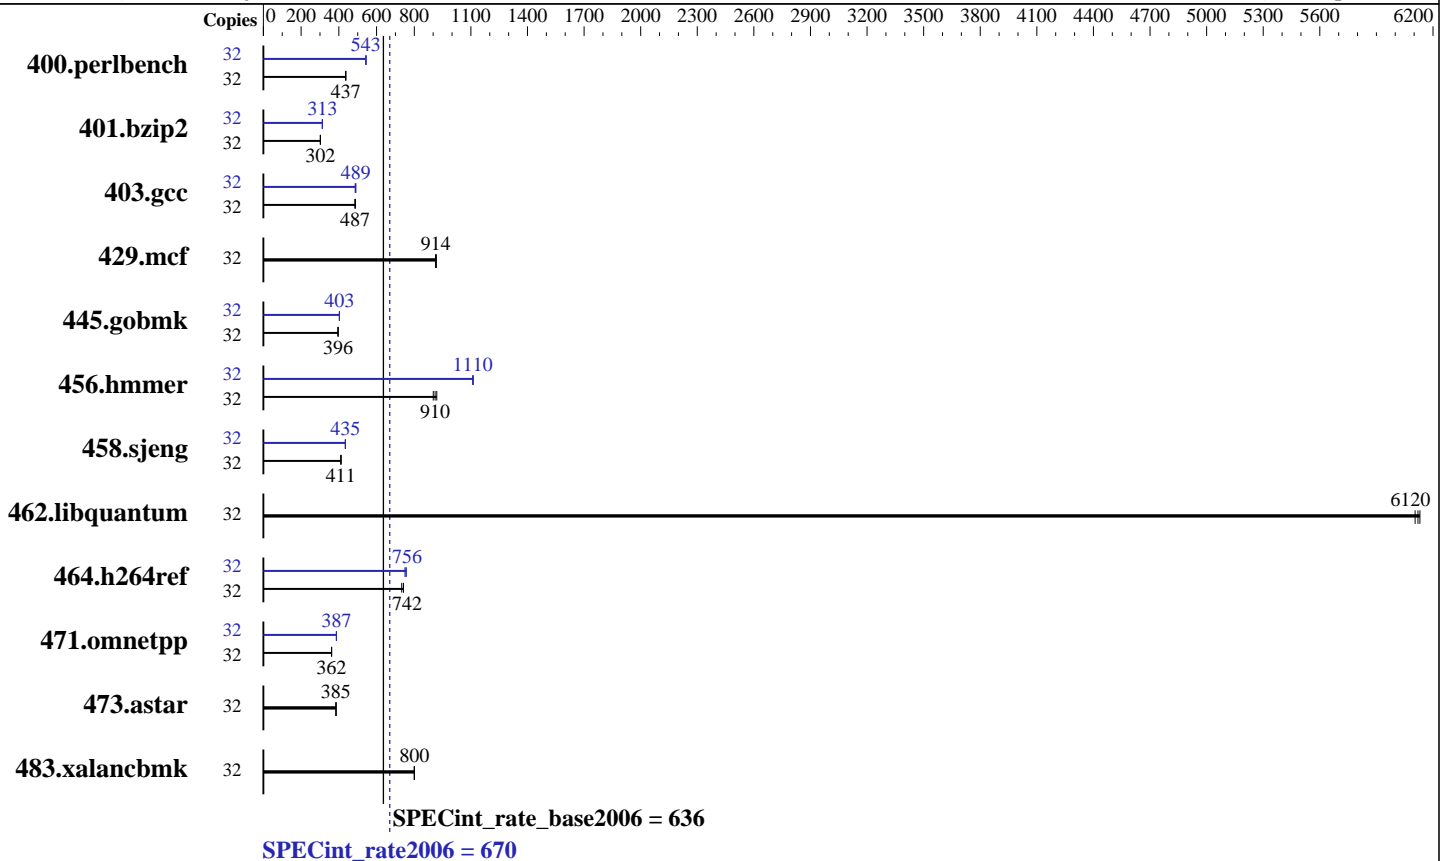 Copies 0 200 400 600 800 1100 1400 1700 2000 2300 2600 2900 3200 3500 3800 4100 4400 4700 5000 5300 5600 6200
400.perlbench 32 543
32 437
401.bzip2 32 313
32 302
403.gcc 32 489
32 487
429.mcf 32 914
445.gobmk 32 403
32 396
456.hmmer 32 1110
32 910
458.sjeng 32 435
32 411
462.libquantum 32 6120
464.h264ref 32 756
32 742
471.omnetpp 32 387
32 362
473.astar 32 385
483.xalancbmk 32 800
SPECint_rate_base2006 = 636
SPECint_rate2006 = 670